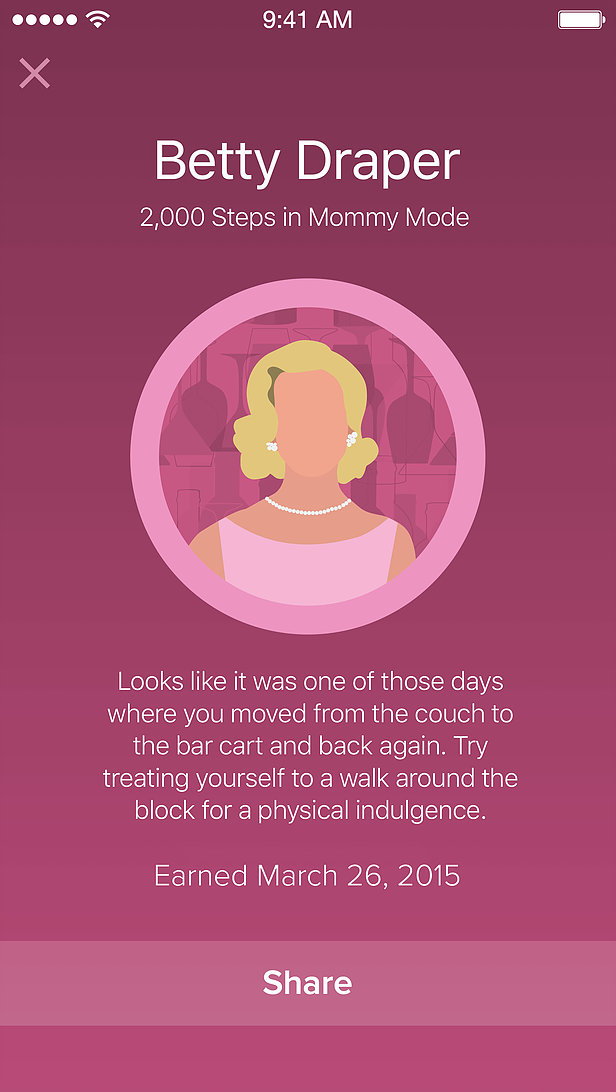 9:41 AM
Betty Draper
2,000 Steps in Mommy Mode
Looks like it was one of those days
where you moved from the couch to
the bar cart and back again. Try
treating yourself to a walk around the
block for a physical indulgence.
Earned March 26, 2015
Share